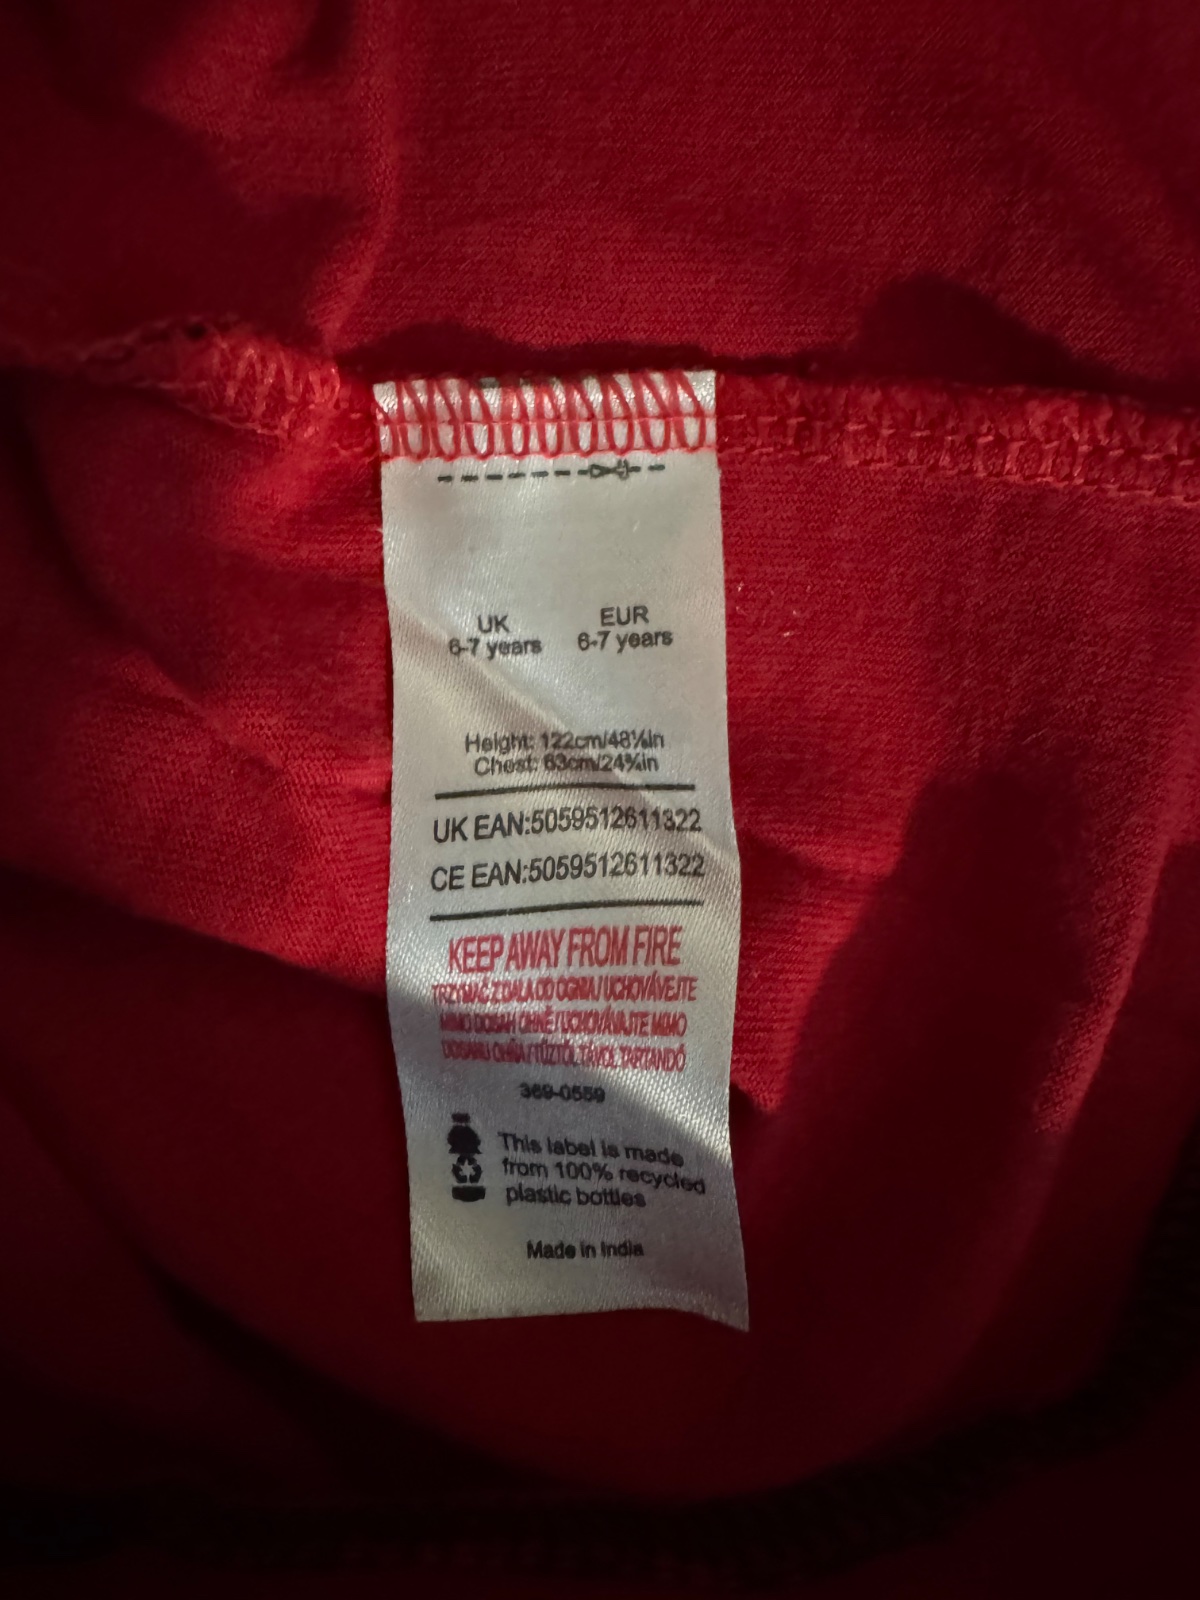 UK EUR
6-7 years 6-7 years
Height: 122cm/48⅛in
Chest: 63cm/24¾in
UK EAN:5059512611322
CE EAN:5059512611322
KEEP AWAY FROM FIRE
TRZYMAĆ Z DALA OD OGNIA/UCHOVÁVEJTE
MIMO DOSAH OHNĚ/UCHOVÁVAJTE MIMO
DOSAHU OHŇA/TŰZTŐL TÁVOL TARTANDÓ
369-0559
This label is made
from 100% recycled
plastic bottles
Made in India